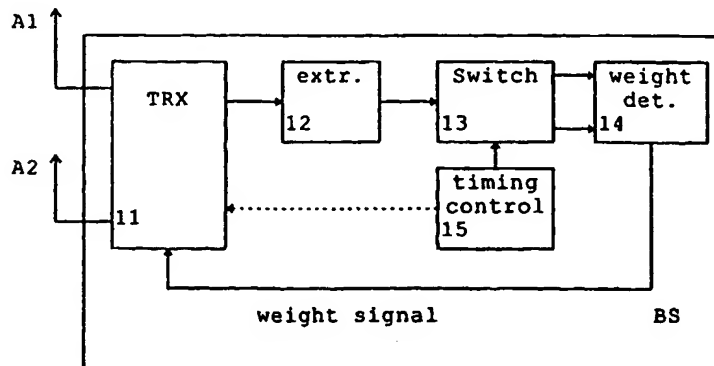 A1
TRX
extr.
12
Switch
13
weight
det.
14
A2
11
timing
control
15
weight signal
BS